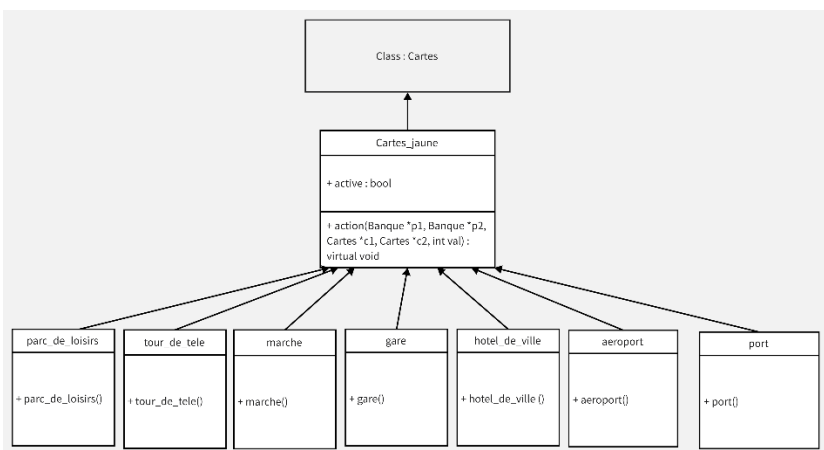 Class : Cartes
Cartes_jaune
+ active : bool
+ action(Banque *p1, Banque *p2,
Cartes *c1, Cartes *c2, int val) :
virtual void
parc_de_loisirs
tour_de_tele
marche
gare
hotel_de_ville
aeroport
port
+ parc_de_loisirs()
+ tour_de_tele()
+ marche()
+ gare()
+ hotel_de_ville ()
+ aeroport()
+ port()